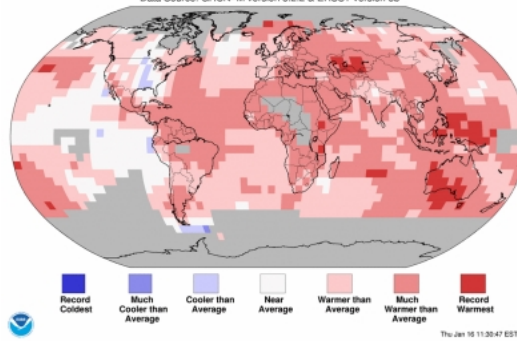 Record
Coldest
Much
Cooler than
Average
Cooler than
Average
Near
Average
Warmer than
Average
Much
Warmer than
Average
Record
Warmest
Thu Jan 16 11:30:47 EST